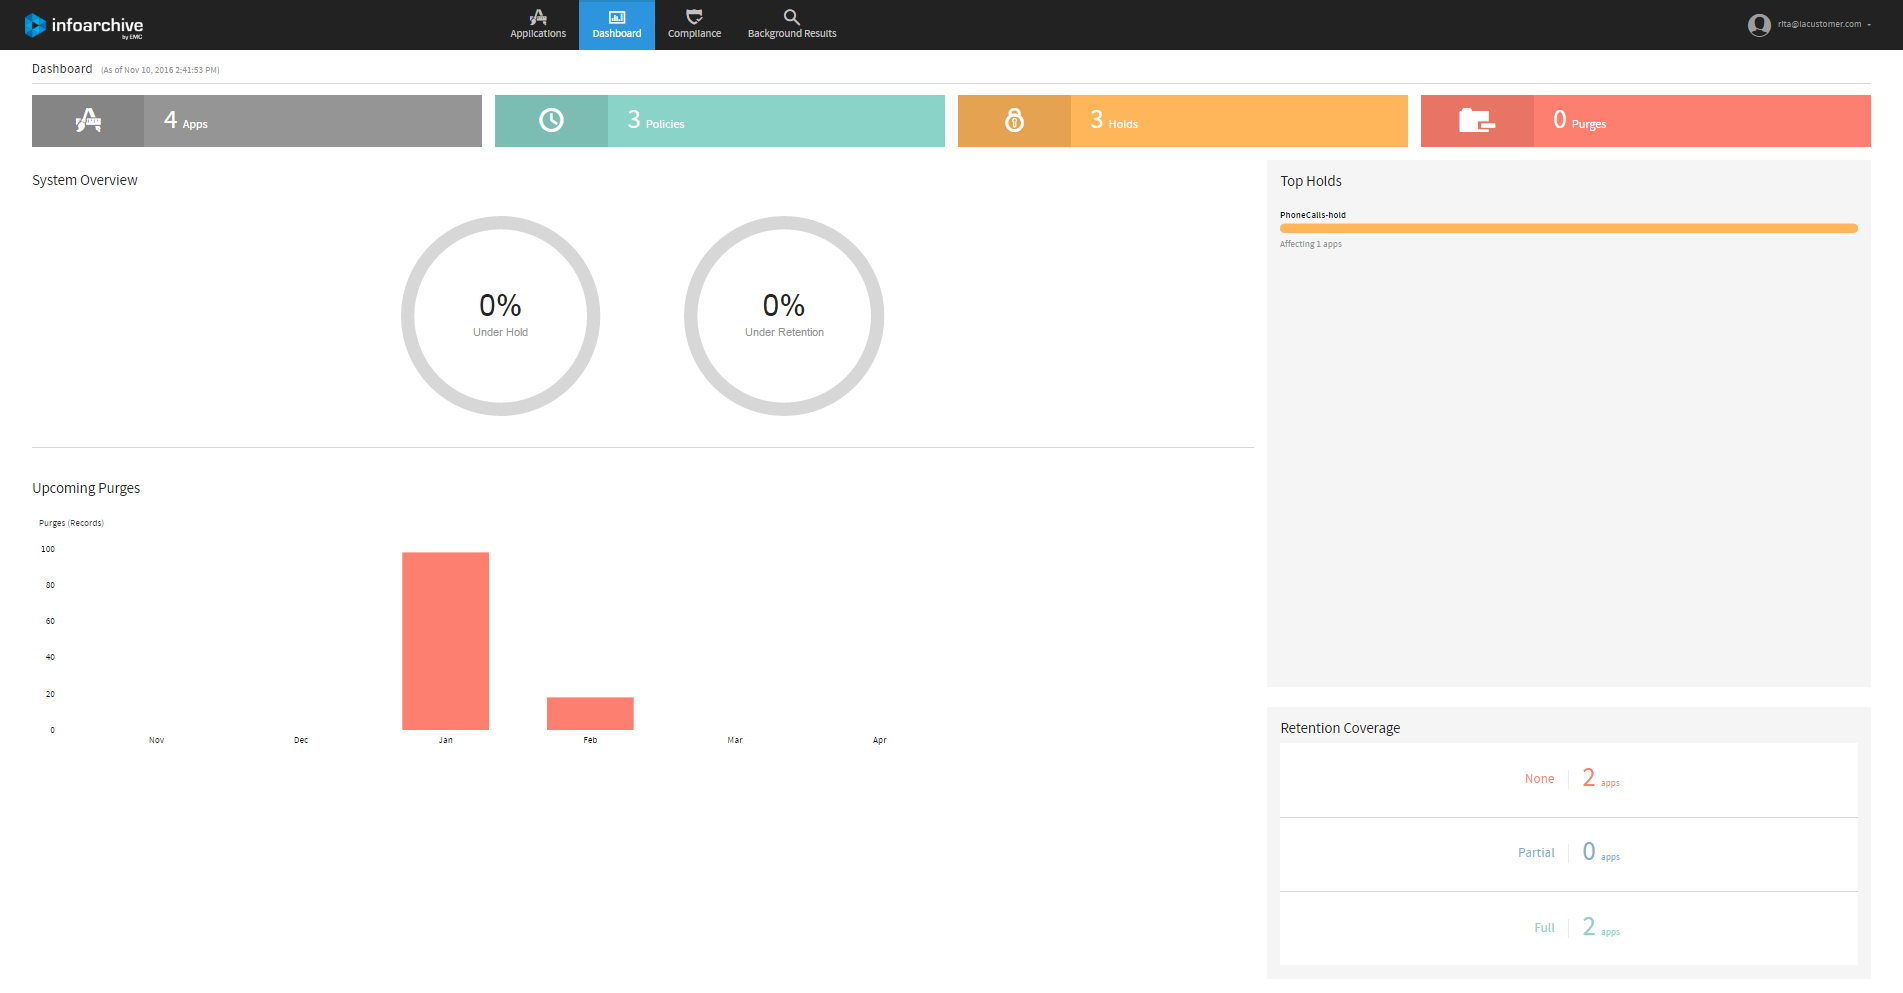 infoarchive
by EMC
Applications
Dashboard
Compliance
Background Results
rita@iacustomer.com
Dashboard (As of Nov 10, 2016 2:41:53 PM)
4 Apps
3 Policies
3 Holds
0 Purges
System Overview
0%
Under Hold
0%
Under Retention
Top Holds
PhoneCalls-hold
Affecting 1 apps
Upcoming Purges
Purges (Records)
100
80
60
40
20
0
Nov
Dec
Jan
Feb
Mar
Apr
Retention Coverage
None 2 apps
Partial 0 apps
Full 2 apps